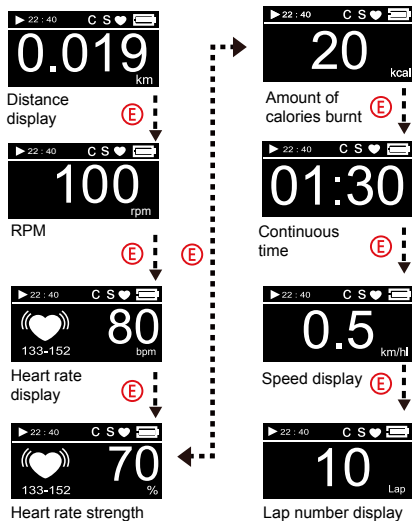 22 : 40 C S
0.019
km
Distance
display
E
22 : 40 C S
100
rpm
RPM
E
22 : 40 C S
80
133-152
bpm
Heart rate
display
E
22 : 40 C S
70
133-152
%
Heart rate strength
E
22 : 40 C S
20
kcal
Amount of
calories burnt
E
22 : 40 C S
01:30
Continuous
time
E
22 : 40 C S
0.5
km/h
Speed display
E
22 : 40 C S
10
Lap
Lap number display